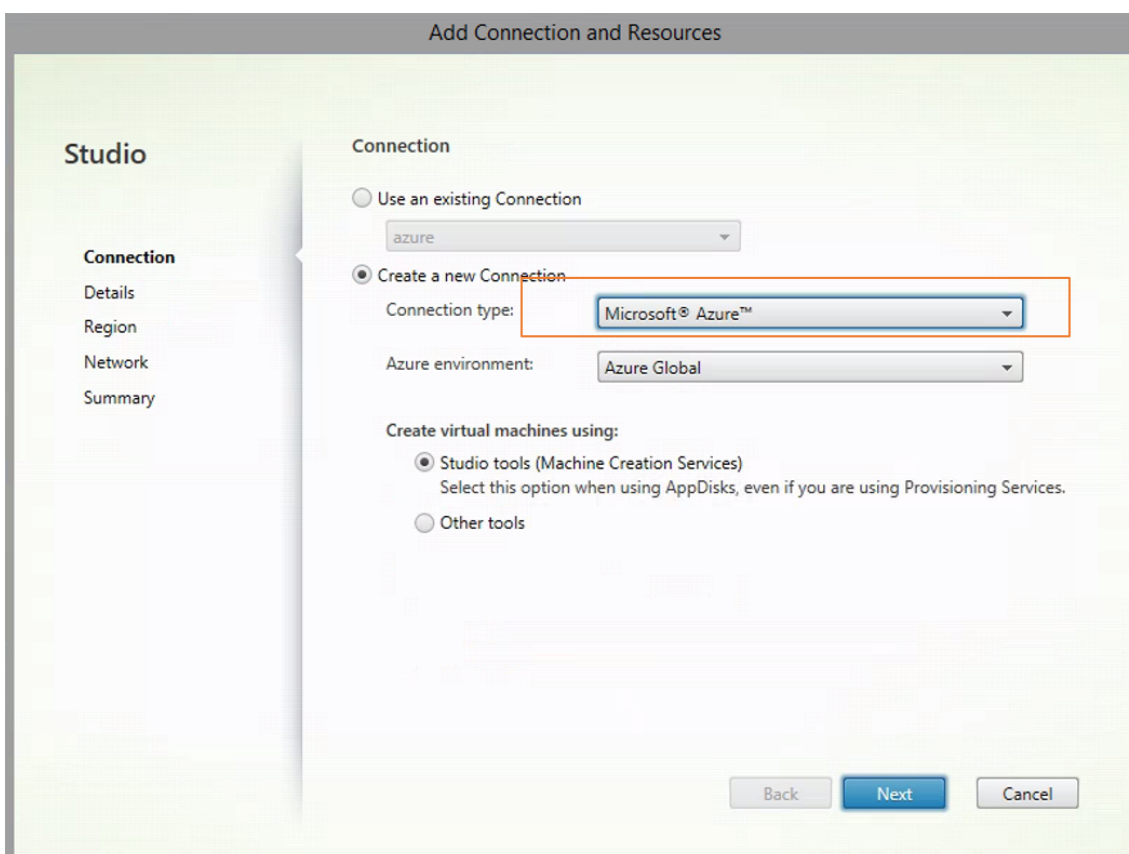 Add Connection and Resources
Studio
Connection
Details
Region
Network
Summary
Connection
Use an existing Connection
azure
Create a new Connection
Connection type:
Microsoft® Azure™
Azure environment:
Azure Global
Create virtual machines using:
Studio tools (Machine Creation Services)
Select this option when using AppDisks, even if you are using Provisioning Services.
Other tools
Back
Next
Cancel